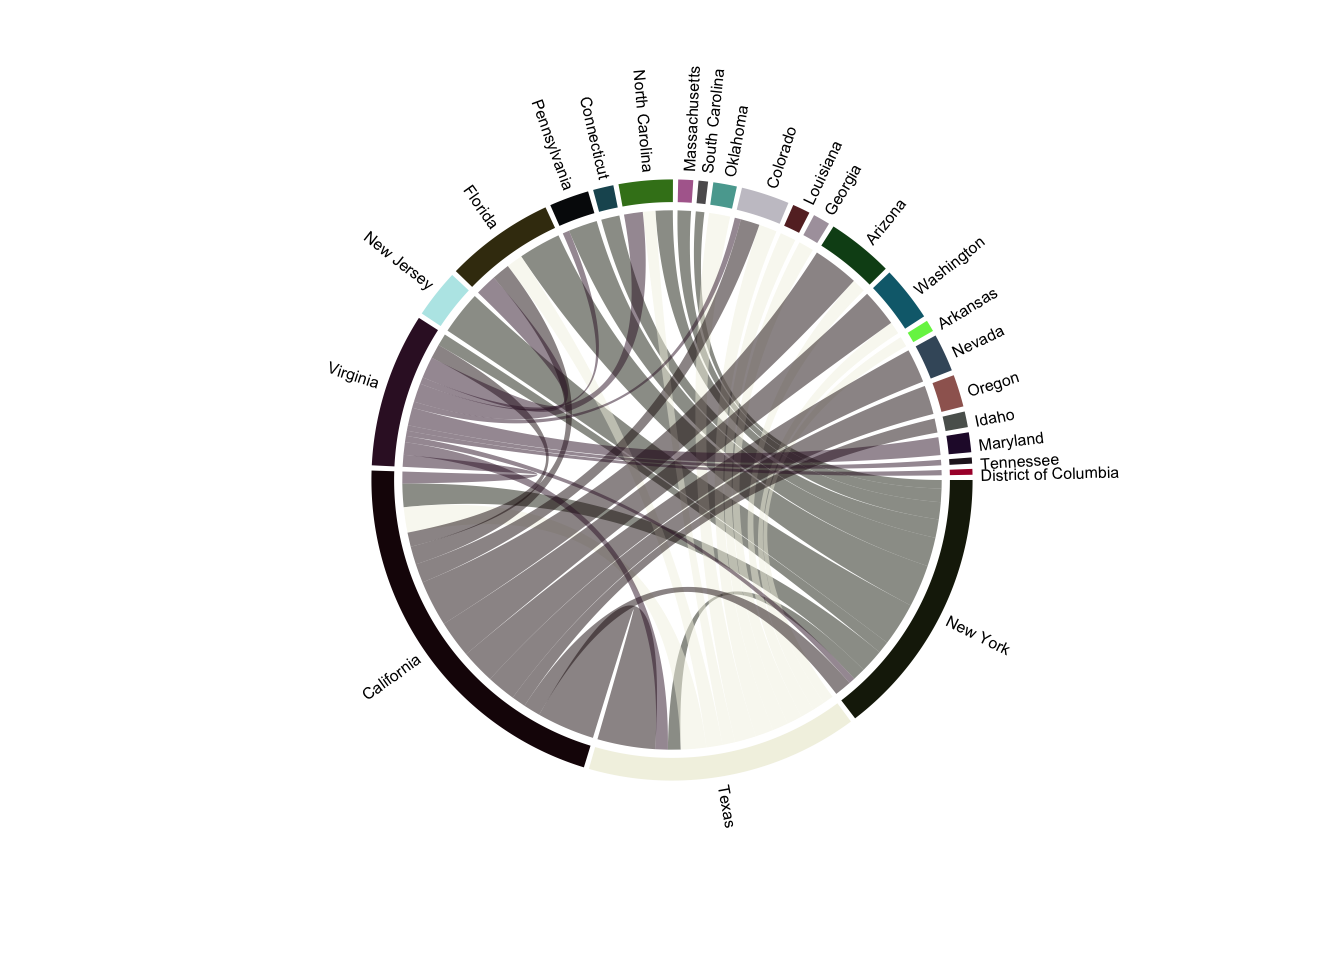 Massachusetts
South Carolina
Oklahoma
Colorado
Louisiana
Georgia
Arizona
Washington
Arkansas
Nevada
Oregon
Idaho
Maryland
Tennessee
District of Columbia
New York
Texas
California
Virginia
New Jersey
Florida
Pennsylvania
Connecticut
North Carolina